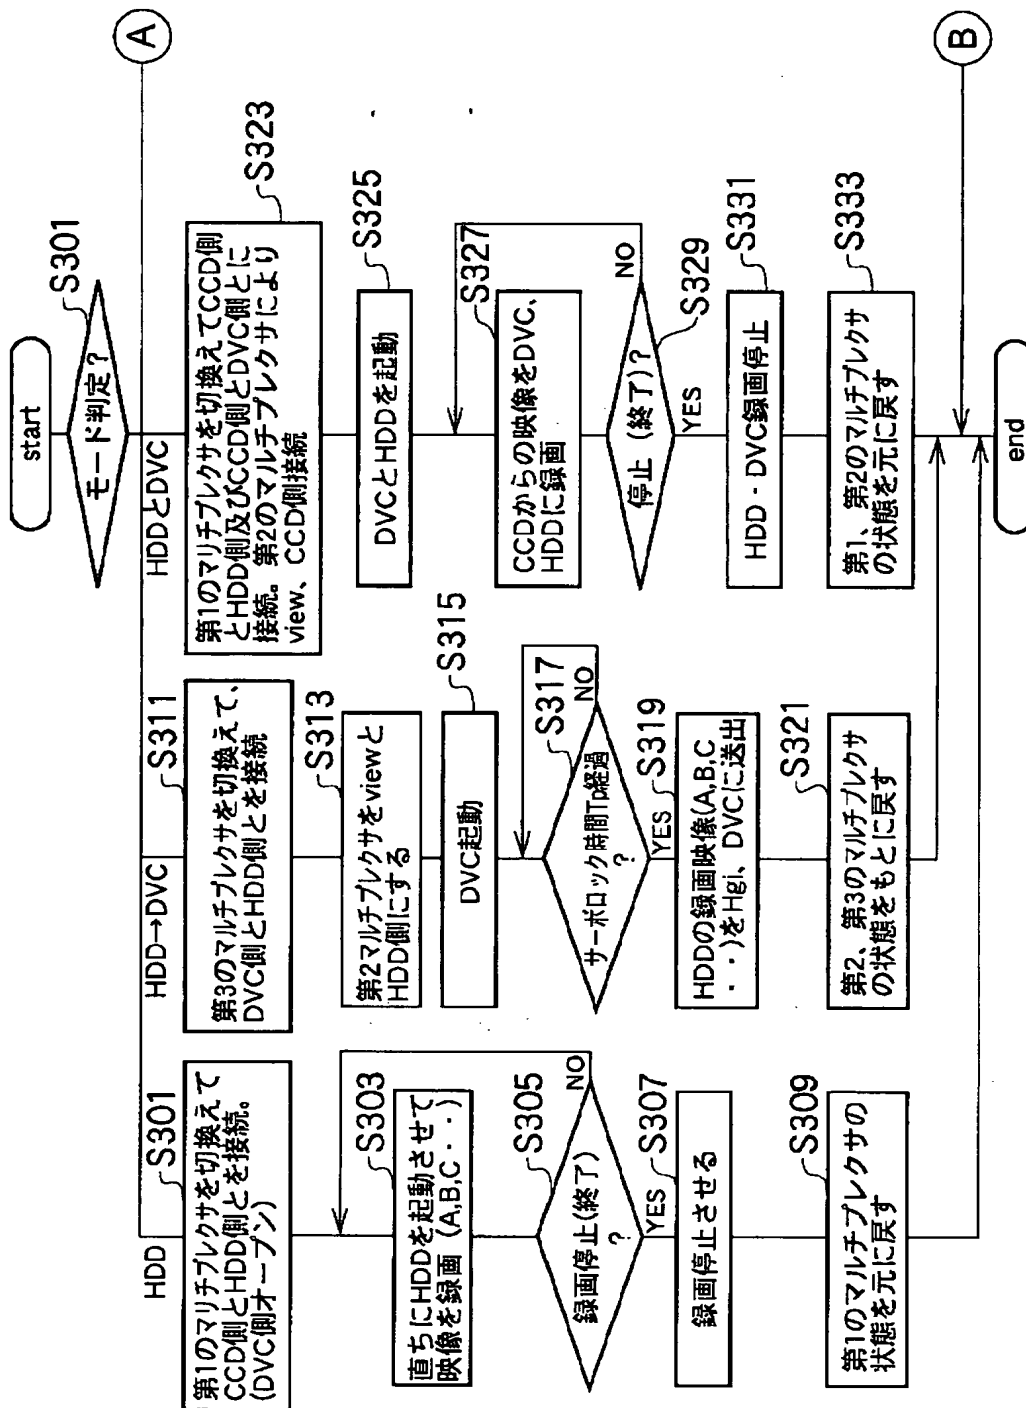 start
モード判定?
S301
A
HDD
第1のマリチプレクサを切換えて
CCD側とHDD側とを接続。
(DVC側オープン)
S301
直ちにHDDを起動させて
映像を録画 (A,B,C・・)
S303
録画停止(終了)
?
S305
NO
YES
録画停止させる
S307
第1のマルチプレクサの
状態を元に戻す
S309
HDD→DVC
第3のマルチプレクサを切換えて、
DVC側とHDD側とを接続
S311
第2マルチプレクサをviewと
HDD側にする
S313
DVC起動
S315
サーボロック時間Tp経過
?
S317
NO
YES
HDDの録画映像(A,B,C
・・)をHgi、DVCに送出
S319
第2、第3のマルチプレクサ
の状態をもとに戻す
S321
HDDとDVC
第1のマリチプレクサを切換えてCCD側
とHDD側及びCCD側とDVC側とに
接続。第2のマルチプレクサにより
view、CCD側接続
S323
DVCとHDDを起動
S325
CCDからの映像をDVC、
HDDに録画
S327
停止 (終了)?
S329
NO
YES
HDD・DVC録画停止
S331
第1、第2のマルチプレクサ
の状態を元に戻す
S333
B
end